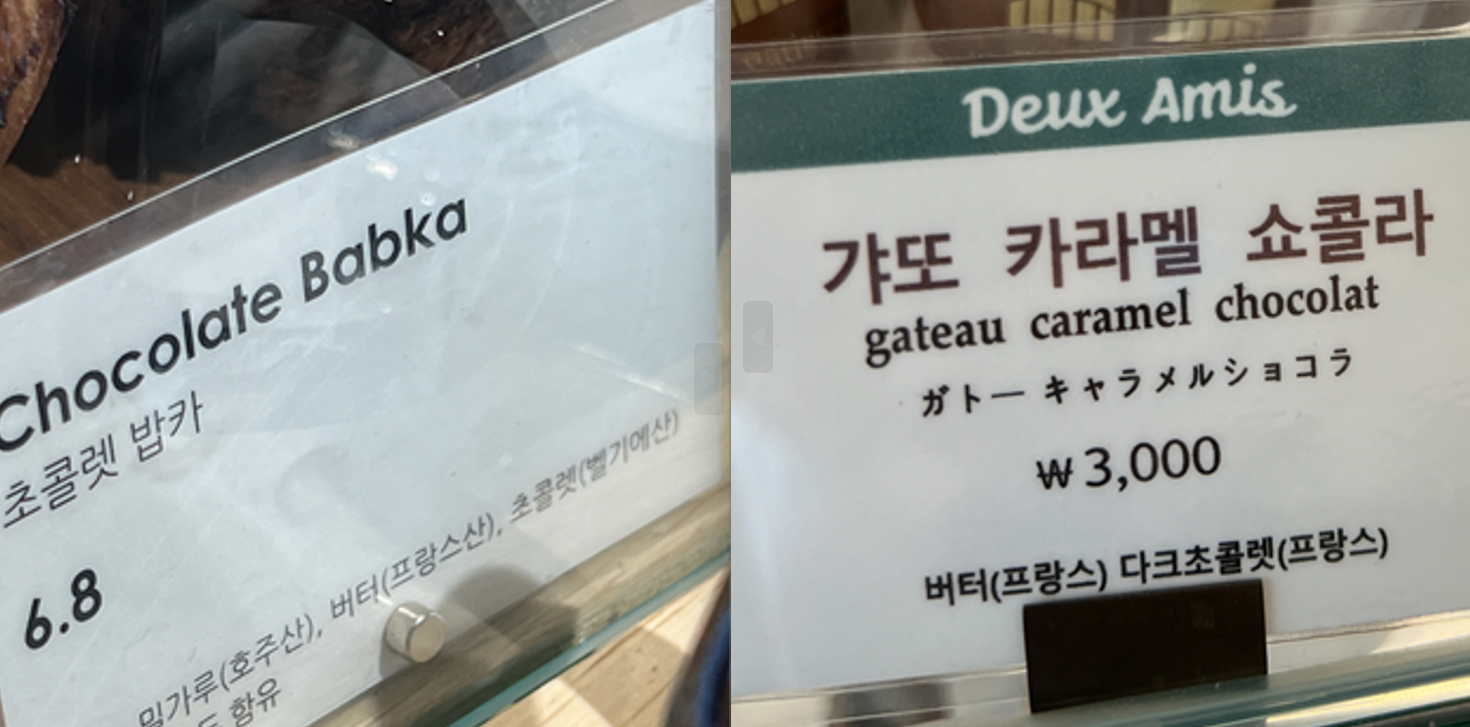 Chocolate Babka
초콜렛 밥카
6.8
밀가루(호주산), 버터(프랑스산), 초콜렛(벨기에산)
함유
Deux Amis
갸또 카라멜 쇼콜라
gateau caramel chocolat
ガトー キャラメルショコラ
₩3,000
버터(프랑스) 다크초콜렛(프랑스)